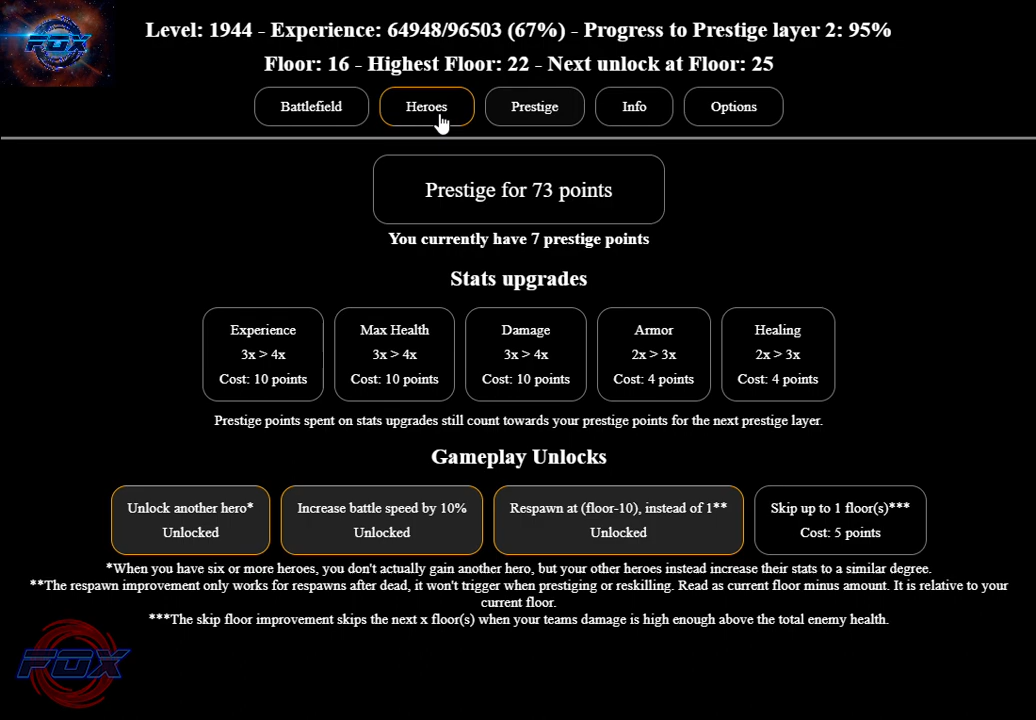 FOX
Level: 1944 - Experience: 64948/96503 (67%) - Progress to Prestige layer 2: 95%
Floor: 16 - Highest Floor: 22 - Next unlock at Floor: 25
Battlefield Heroes Prestige Info Options
Prestige for 73 points
You currently have 7 prestige points
Stats upgrades
Experience Max Health Damage Armor Healing
3x > 4x 3x > 4x 3x > 4x 2x > 3x 2x > 3x
Cost: 10 points Cost: 10 points Cost: 10 points Cost: 4 points Cost: 4 points
Prestige points spent on stats upgrades still count towards your prestige points for the next prestige layer.
Gameplay Unlocks
Unlock another hero* Increase battle speed by 10% Respawn at (floor-10), instead of 1** Skip up to 1 floor(s)***
Unlocked Unlocked Unlocked Cost: 5 points
*When you have six or more heroes, you don't actually gain another hero, but your other heroes instead increase their stats to a similar degree.
**The respawn improvement only works for respawns after dead, it won't trigger when prestiging or reskilling. Read as current floor minus amount. It is relative to your
current floor.
***The skip floor improvement skips the next x floor(s) when your teams damage is high enough above the total enemy health.
FOX